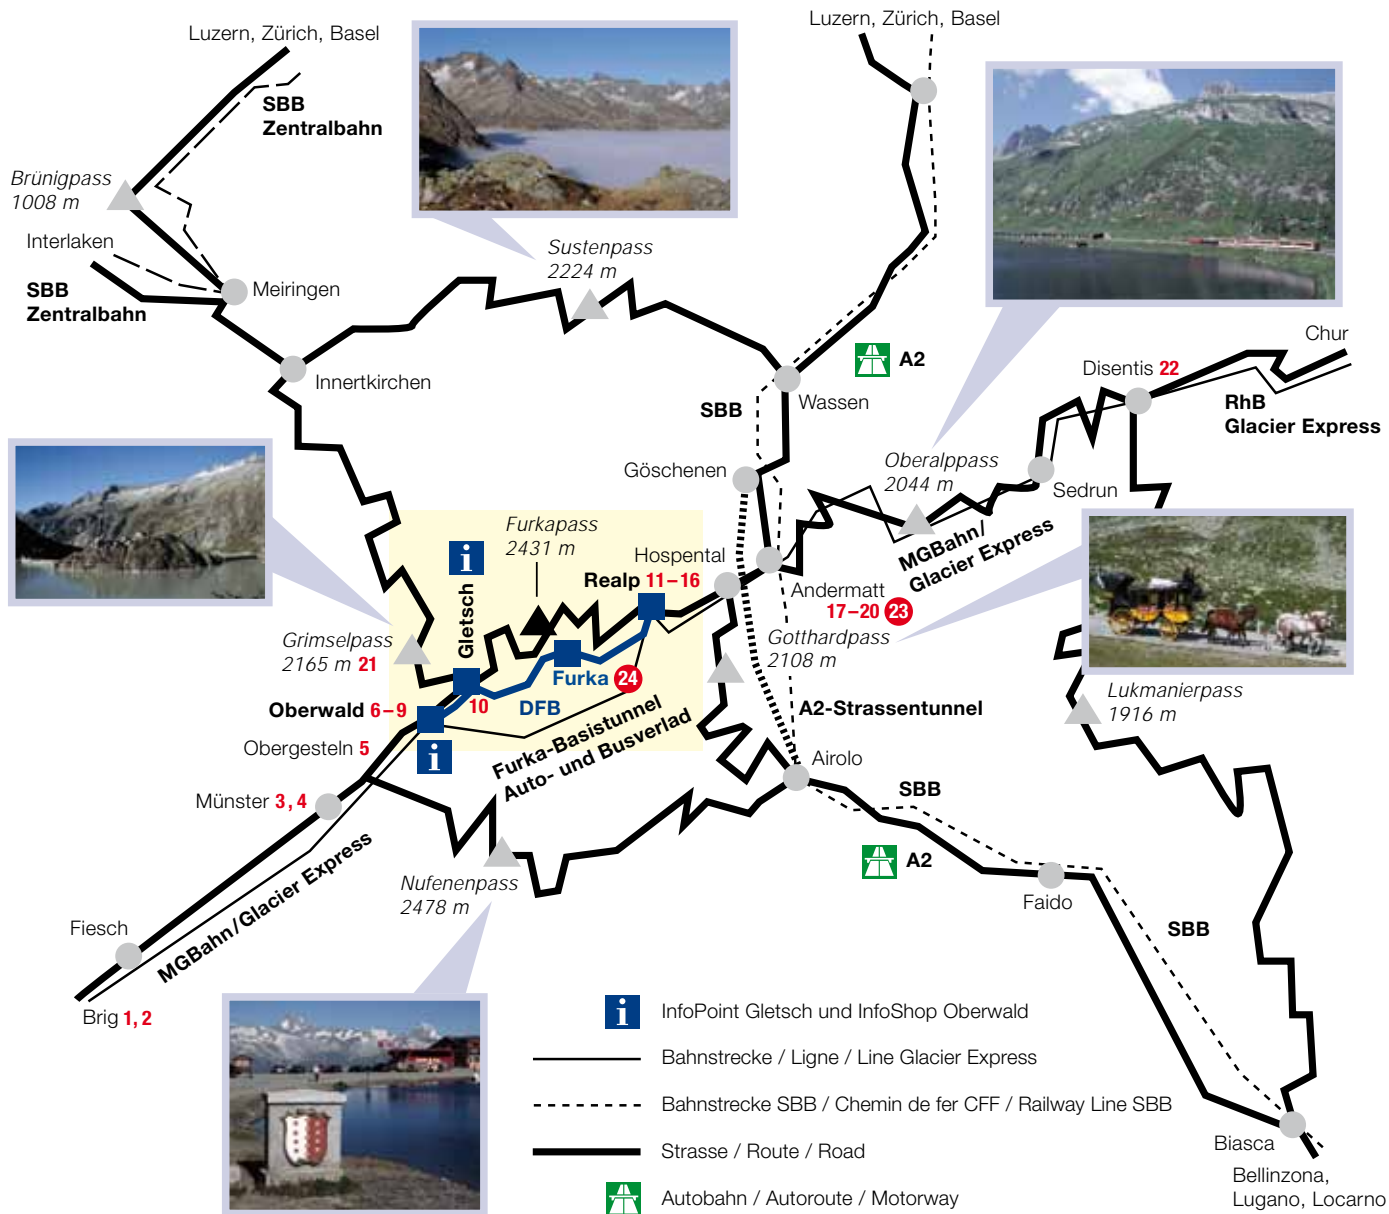 Luzern, Zürich, Basel
Luzern, Zürich, Basel
SBB
Zentralbahn
Brünigpass
1008 m
Interlaken
SBB
Zentralbahn
Meiringen
Sustenpass
2224 m
Innertkirchen
A2
Wassen
SBB
Chur
Disentis 22
RhB
Glacier Express
Göschenen
Oberalppass
2044 m
Sedrun
MGBahn/
Glacier Express
Furkapass
2431 m
Hospental
i
Gletsch
Realp 11–16
Andermatt
17–20 23
Grimselpass
2165 m 21
Gotthardpass
2108 m
Furka 24
Oberwald 6–9
10
DFB
A2-Strassentunnel
Lukmanierpass
1916 m
Obergesteln 5
i
Furka-Basistunnel
Auto- und Busverlad
Airolo
Münster 3, 4
SBB
MGBahn/Glacier Express
Nufenenpass
2478 m
A2
Faido
Fiesch
SBB
Brig 1, 2
i InfoPoint Gletsch und InfoShop Oberwald
Bahnstrecke / Ligne / Line Glacier Express
Bahnstrecke SBB / Chemin de fer CFF / Railway Line SBB
Strasse / Route / Road
Autobahn / Autoroute / Motorway
Biasca
Bellinzona,
Lugano, Locarno